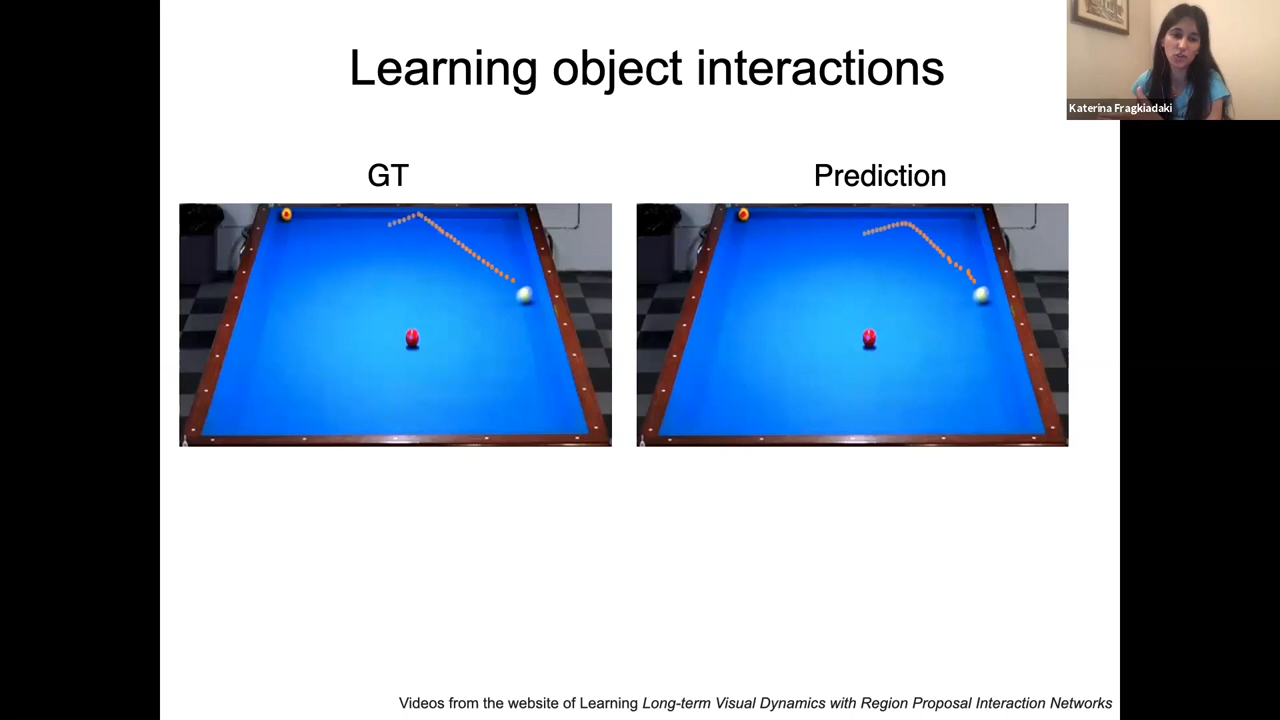 Learning object interactions
Katerina Fragkiadaki
GT
Prediction
Videos from the website of Learning Long-term Visual Dynamics with Region Proposal Interaction Networks